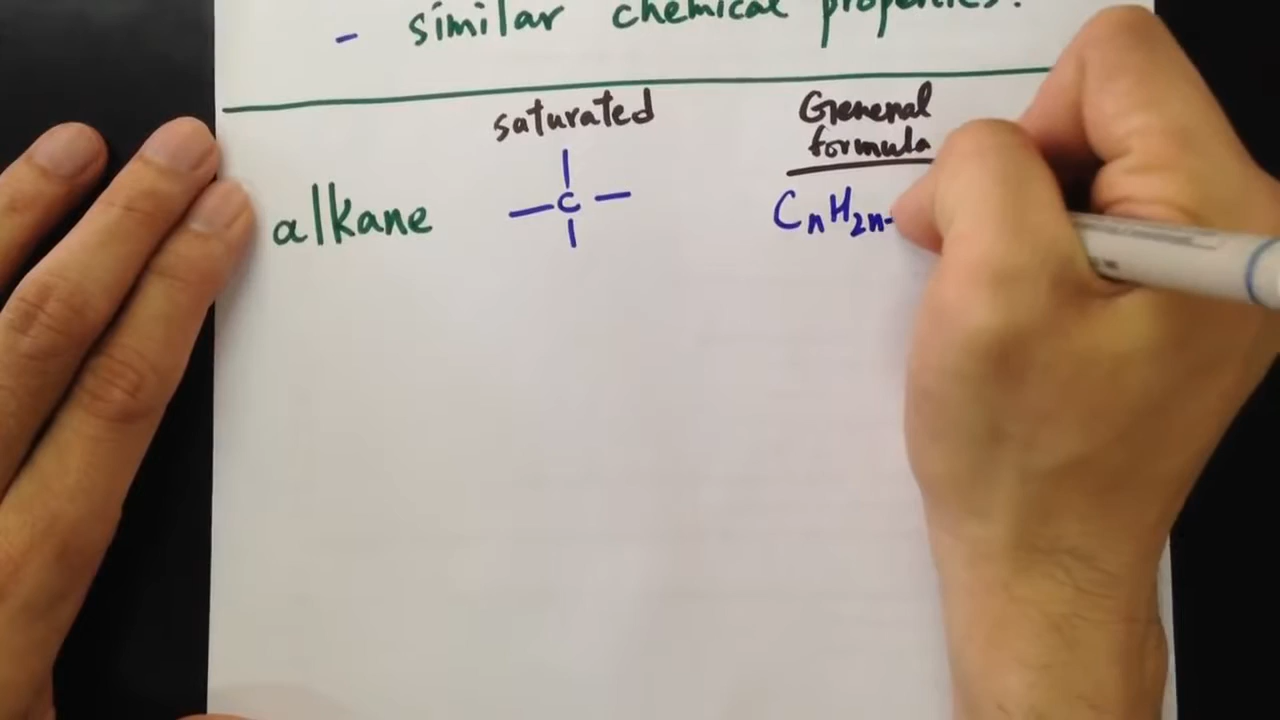 - similar chemical properties.
saturated
General
formula
alkane
C
CnH2n-